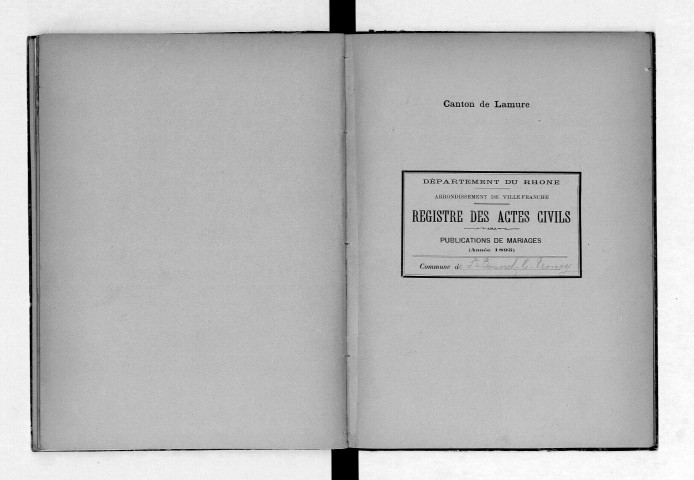 Canton de Lamure
DÉPARTEMENT DU RHONE
ARRONDISSEMENT DE VILLEFRANCHE
REGISTRE DES ACTES CIVILS
PUBLICATIONS DE MARIAGES
(Année 1895)
Commune de